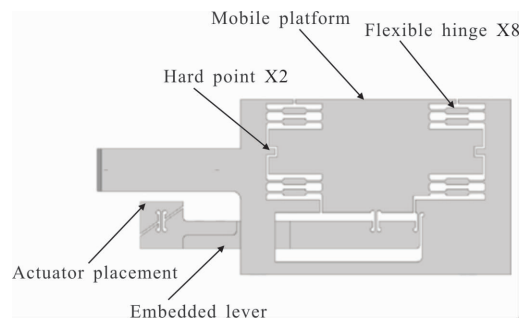 Mobile platform
Flexible hinge X8
Hard point X2
Actuator placement
Embedded lever